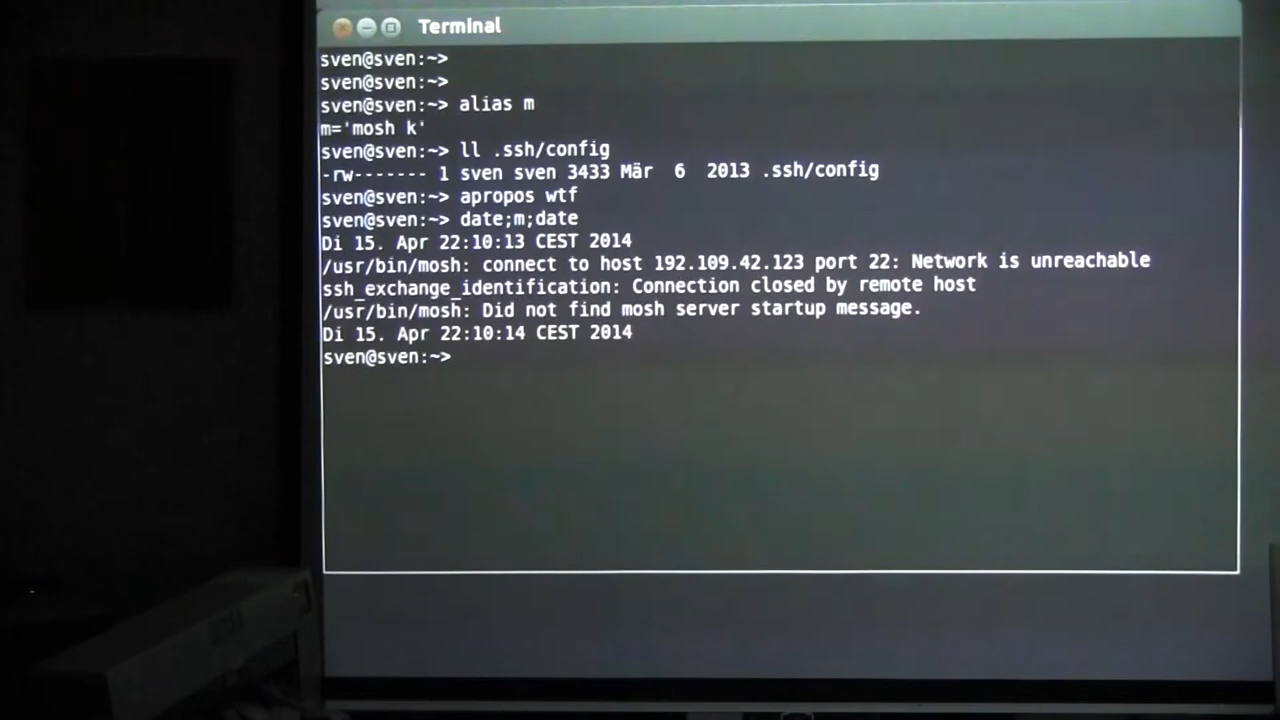 Terminal
sven@sven:~>
sven@sven:~>
sven@sven:~> alias m
m='mosh k'
sven@sven:~> ll .ssh/config
-rw------- 1 sven sven 3433 Mär  6  2013 .ssh/config
sven@sven:~> apropos wtf
sven@sven:~> date;m;date
Di 15. Apr 22:10:13 CEST 2014
/usr/bin/mosh: connect to host 192.109.42.123 port 22: Network is unreachable
ssh_exchange_identification: Connection closed by remote host
/usr/bin/mosh: Did not find mosh server startup message.
Di 15. Apr 22:10:14 CEST 2014
sven@sven:~>